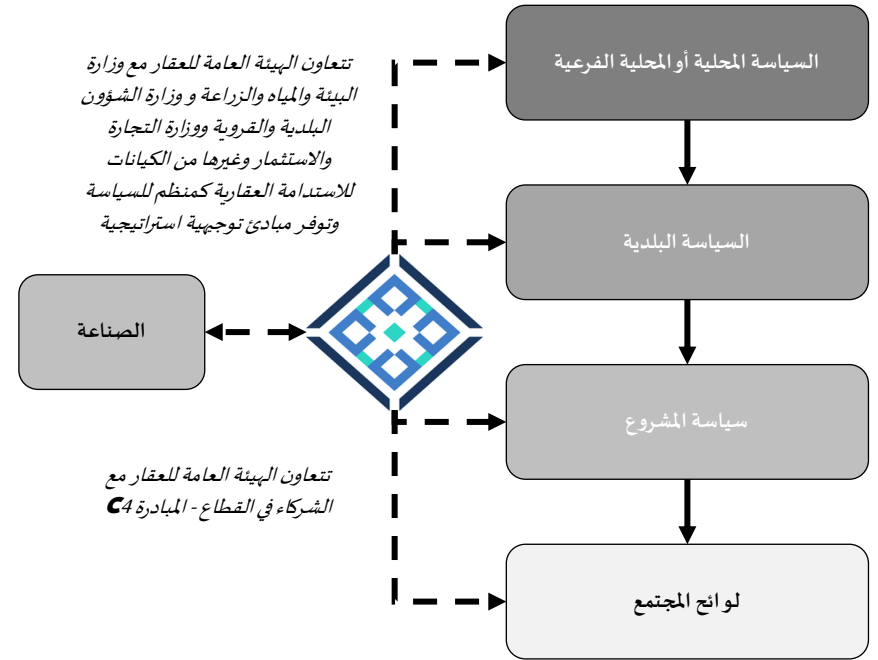 السياسة المحلية أو المحلية الفرعية
تتعاون الهيئة العامة للعقار مع وزارة
البيئة والمياه والزراعة و وزارة الشؤون
البلدية والقروية ووزارة التجارة
والاستثمار وغيرها من الكيانات
للاستدامة العقارية كمنظم للسياسة
وتوفر مبادئ توجيهية استراتيجية
السياسة البلدية
الصناعة
سياسة المشروع
تتعاون الهيئة العامة للعقار مع
الشركاء في القطاع - المبادرة C4
لوائح المجتمع